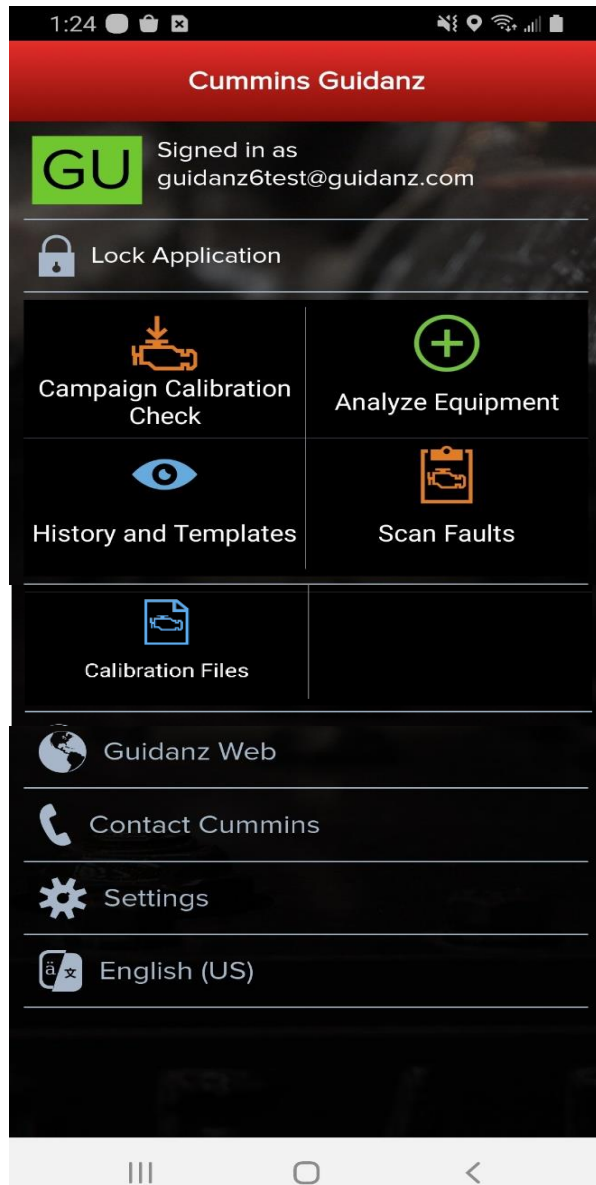 1:24
Cummins Guidanz
GU
Signed in as
guidanz6test@guidanz.com
Lock Application
Campaign Calibration
Check
Analyze Equipment
History and Templates
Scan Faults
Calibration Files
Guidanz Web
Contact Cummins
Settings
ä 文
English (US)